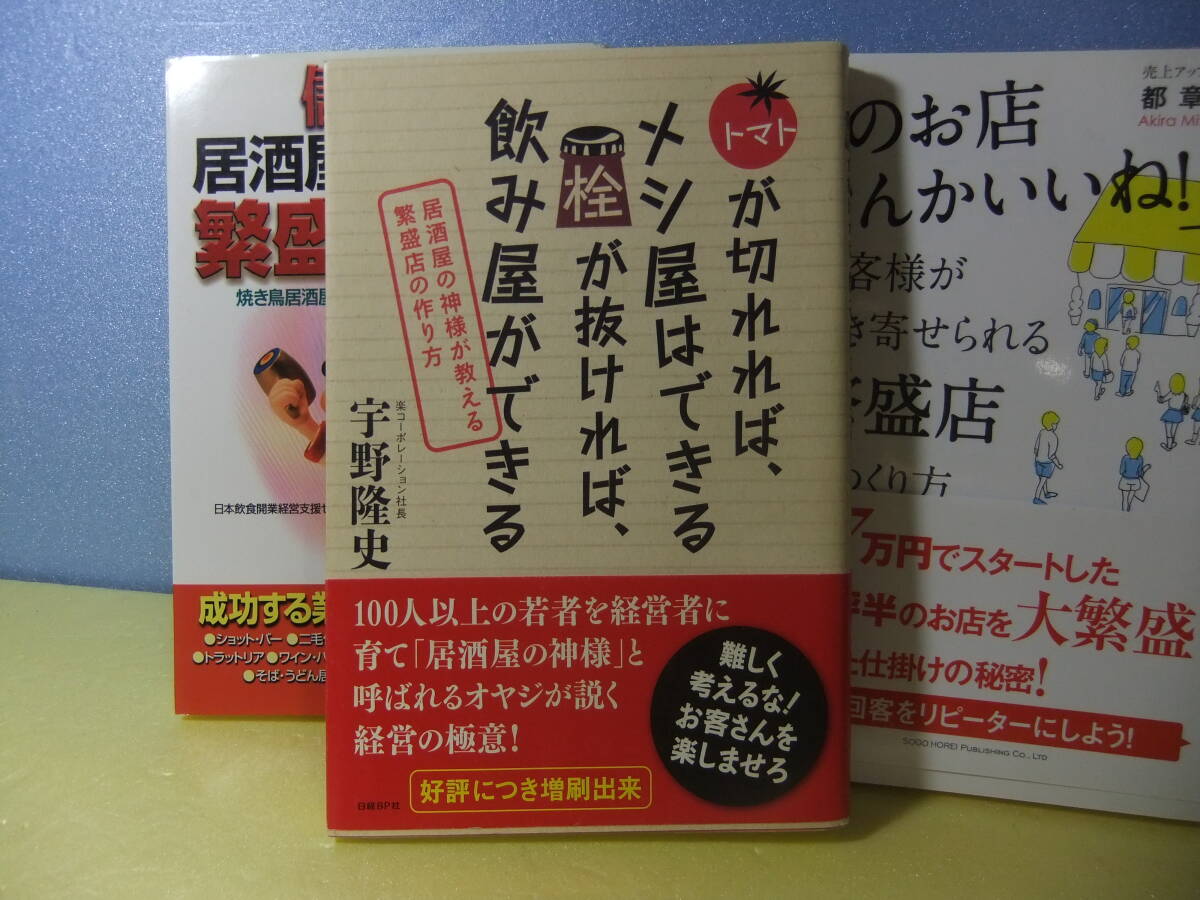 居酒屋
繁盛
焼き鳥居酒屋
日本飲食開業経営支援
成功する業
●ショット・バー ●二毛
●トラットリア ●ワイン・バ
●そば・うどん居
トマトが切れれば、
メシ屋はできる
栓が抜ければ、
飲み屋ができる
居酒屋の神様が教える
繁盛店の作り方
楽コーポレーション社長
宇野隆史
100人以上の若者を経営者に
育て「居酒屋の神様」と
呼ばれるオヤジが説く
経営の極意!
難しく
考えるな!
お客さんを
楽しませろ
好評につき増刷出来
日経BP社
売上アップ
都 章
Akira Mi
のお店
んかいいね!
客様が
き寄せられる
盛店
つくり方
7万円でスタートした
評半のお店を大繁盛
仕掛けの秘密!
回客をリピーターにしよう!
SOGO HOREI PUBLISHING CO., LTD